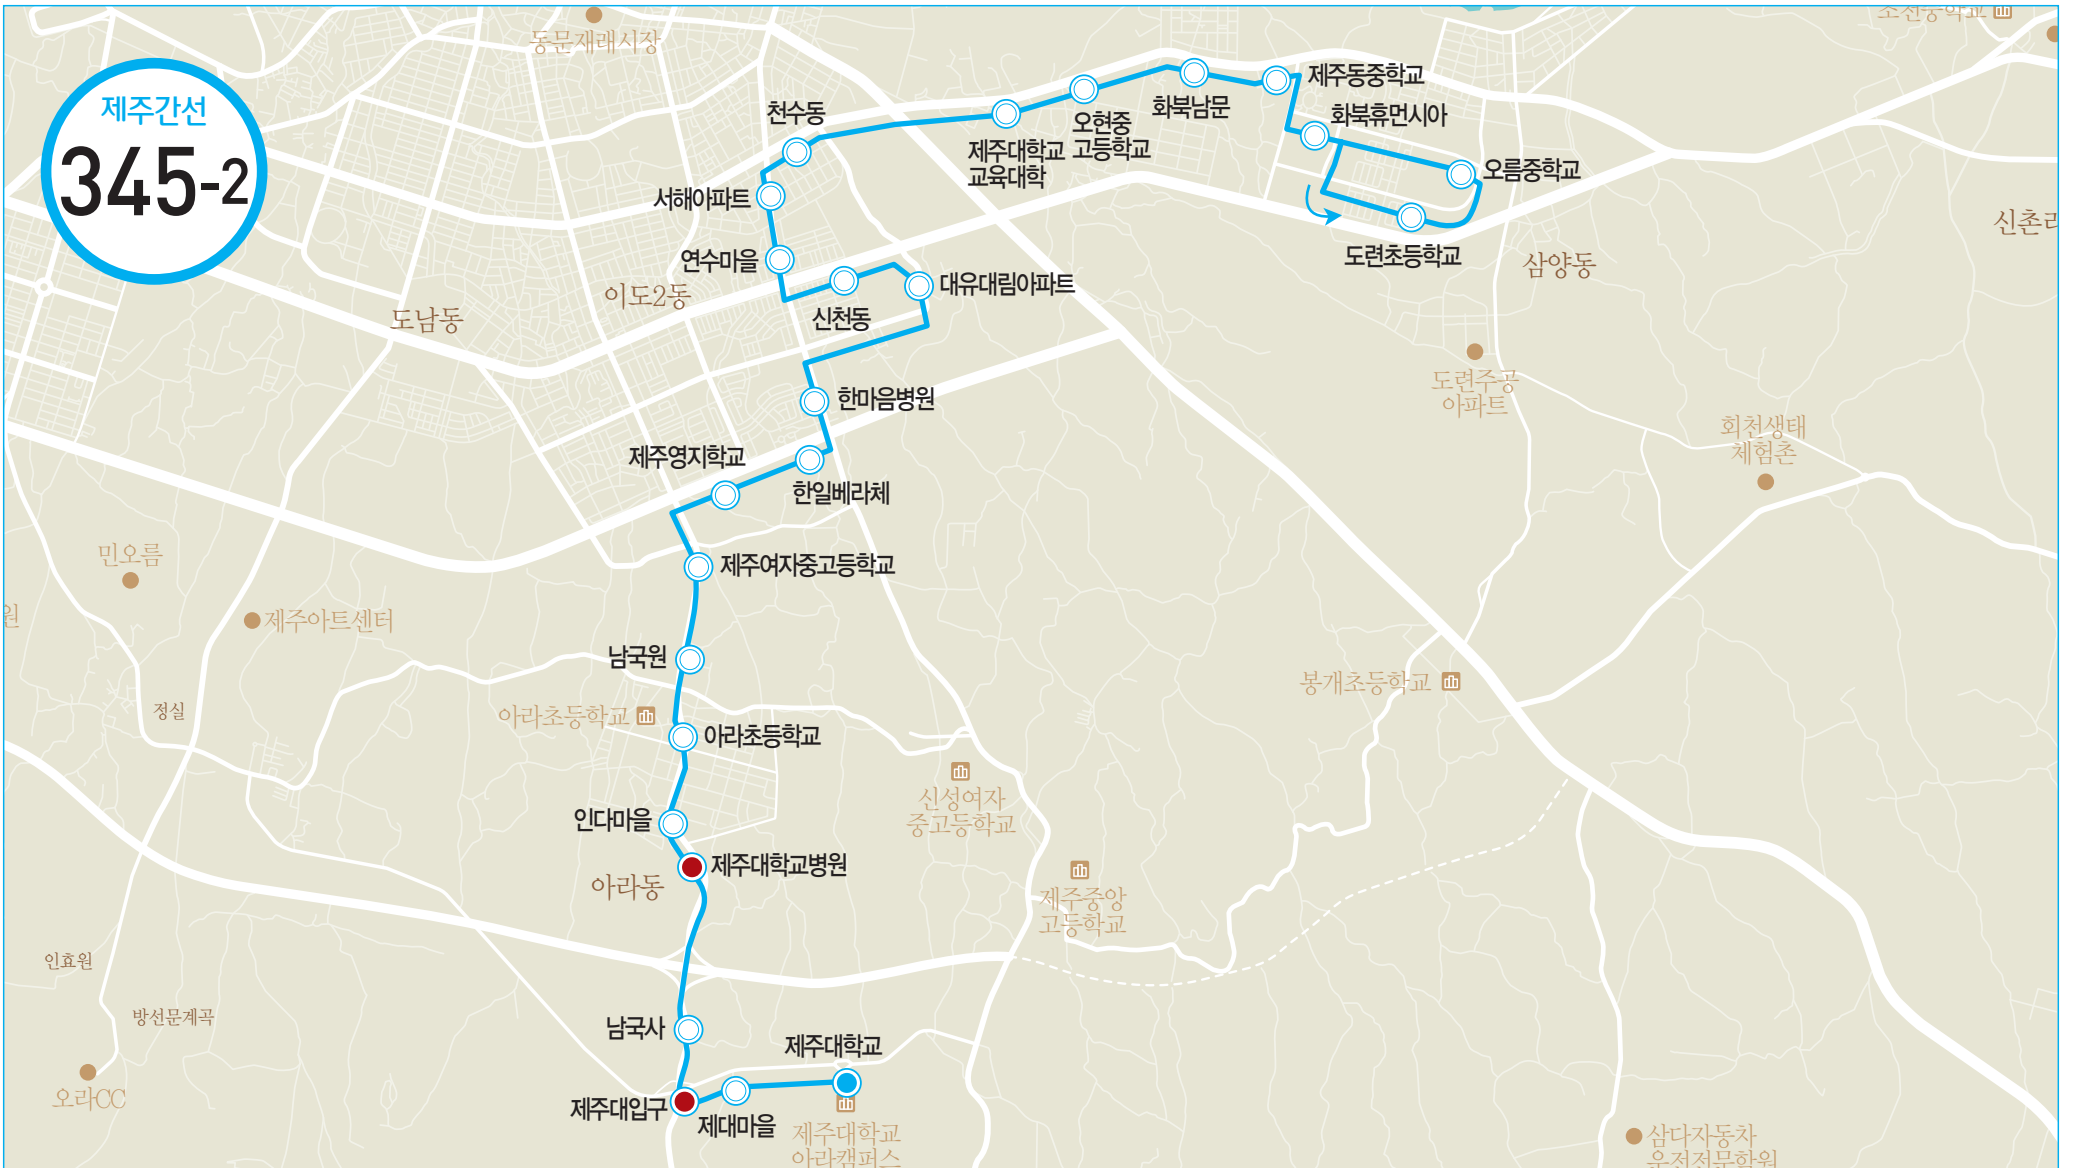 제주간선
345-2
동문재래시장
천수동
제주대학교
교육대학
오현중
고등학교
화북남문
제주동중학교
화북휴먼시아
오름중학교
도련초등학교
삼양동
서해아파트
연수마을
이도2동
도남동
신천동
대유대림아파트
도련주공
아파트
회천생태
체험촌
한마음병원
제주영지학교
한일베라체
민오름
제주여자중고등학교
제주아트센터
원
남국원
봉개초등학교
정실
아라초등학교
아라초등학교
신성여자
중고등학교
인다마을
제주대학교병원
아라동
제주중앙
고등학교
인효원
방선문계곡
남국사
제주대학교
오라CC
제주대입구
제대마을
제주대학교
아라캠퍼스
삼다자동차
운전전문학원